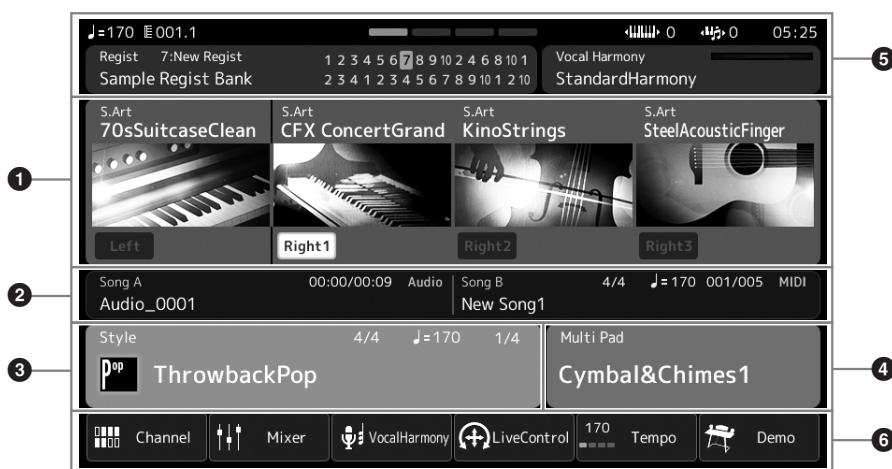 ♩=170 001.1 0 0 05:25
Regist 7:New Regist
Sample Regist Bank
1 2 3 4 5 6 7 8 9 10 2 4 6 8 10 1
2 3 4 1 2 3 4 5 6 7 8 9 10 1 2 10
Vocal Harmony
StandardHarmony
5
S.Art
70sSuitcaseClean
S.Art
CFX ConcertGrand
S.Art
KinoStrings
S.Art
SteelAcousticFinger
1
Left
Right1
Right2
Right3
2
Song A 00:00/00:09 Audio
Audio_0001
Song B 4/4 ♩=170 001/005 MIDI
New Song1
3
Style 4/4 ♩=170 1/4
Pop
ThrowbackPop
Multi Pad
Cymbal&Chimes1
4
Channel
Mixer
VocalHarmony
LiveControl
170
Tempo
Demo
6